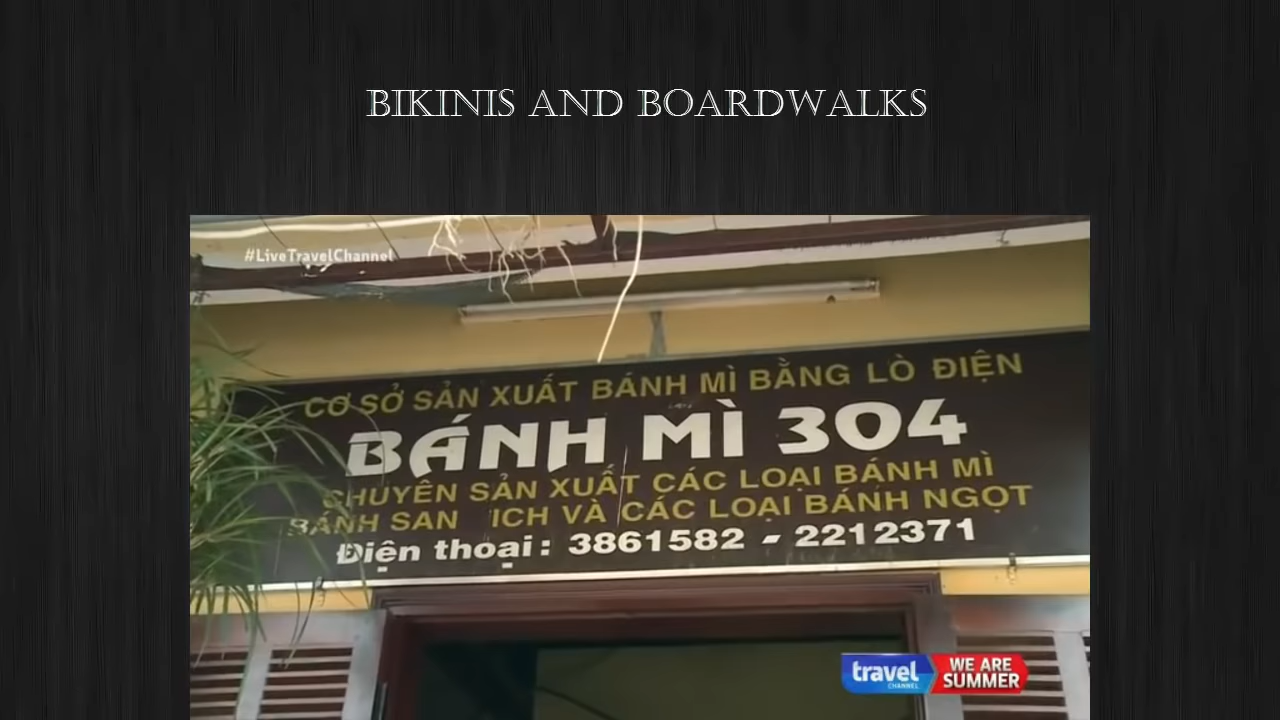 BIKINIS AND BOARDWALKS
#LiveTravelChannel
CƠ SỞ SẢN XUẤT BÁNH MÌ BẰNG LÒ ĐIỆN
BÁNH MÌ 304
CHUYÊN SẢN XUẤT CÁC LOẠI BÁNH MÌ
BÁNH SAN ICH VÀ CÁC LOẠI BÁNH NGỌT
Điện thoại: 3861582 - 2212371
travel CHANNEL
WE ARE SUMMER